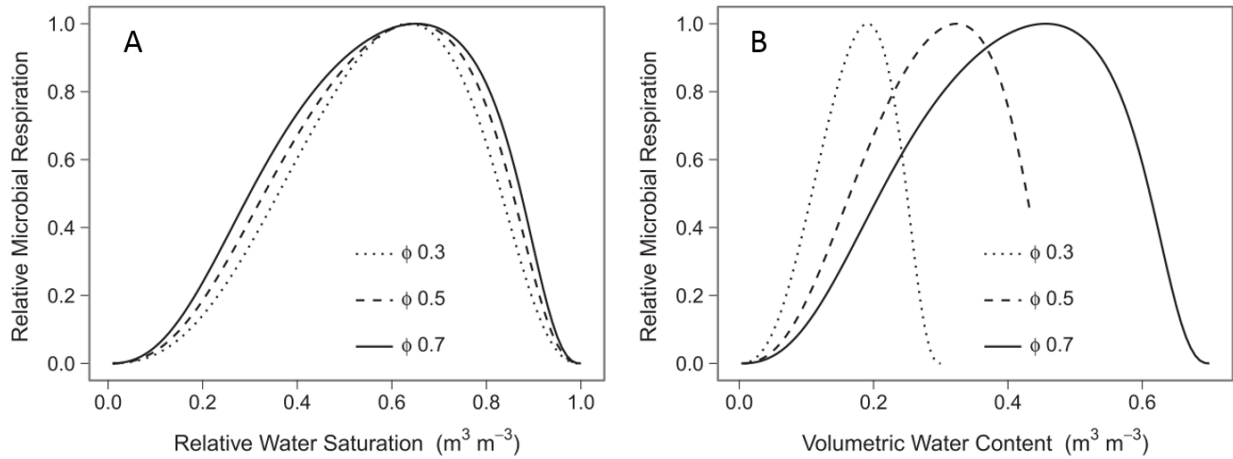 A
Relative Microbial Respiration
1.0
0.8
0.6
0.4
0.2
0.0
ϕ 0.3
ϕ 0.5
ϕ 0.7
0.0 0.2 0.4 0.6 0.8 1.0
Relative Water Saturation (m³ m⁻³)
B
Relative Microbial Respiration
1.0
0.8
0.6
0.4
0.2
0.0
ϕ 0.3
ϕ 0.5
ϕ 0.7
0.0 0.2 0.4 0.6
Volumetric Water Content (m³ m⁻³)